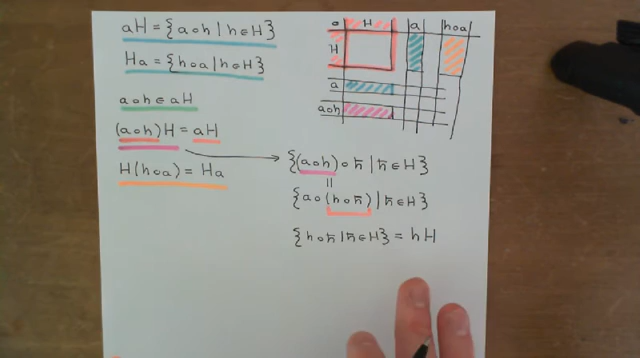 aH = {a∘h | h∈H}
Ha = {h∘a | h∈H}
a∘h ∈ aH
(a∘h)H = aH
H(h∘a) = Ha
∘ H a h∘a
H
a
a∘h
{(a∘h)∘h̄ | h̄∈H}
=
{a∘(h∘h̄) | h̄∈H}
{h∘h̄ | h̄∈H} = hH